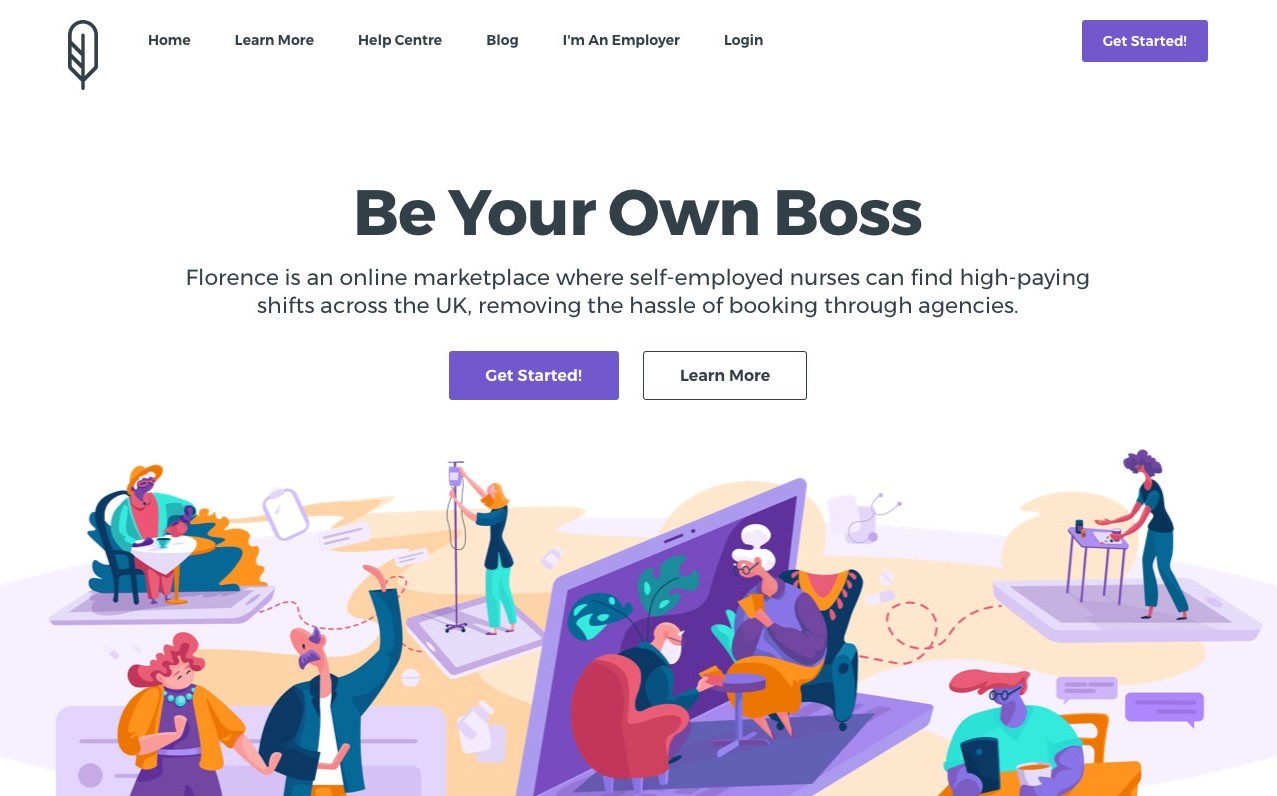 Home Learn More Help Centre Blog I'm An Employer Login Get Started!
Be Your Own Boss
Florence is an online marketplace where self-employed nurses can find high-paying
shifts across the UK, removing the hassle of booking through agencies.
Get Started! Learn More